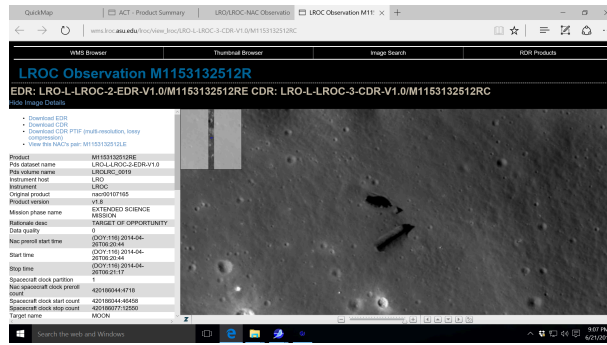 QuickMap
ACT - Product Summary
LRO/LROC-NAC Observatio
LROC Observation M11
wms.lroc.asu.edu/lroc/view_lroc/LRO-L-LROC-3-CDR-V1.0/M1153132512RC
WMS Browser
Thumbnail Browser
Image Search
RDR Products
LROC Observation M1153132512R
EDR: LRO-L-LROC-2-EDR-V1.0/M1153132512RE CDR: LRO-L-LROC-3-CDR-V1.0/M1153132512RC
Hide Image Details
Download EDR
Download CDR
Download CDR PTIF (multi-resolution, lossy
compression)
View this NAC's pair: M1153132512LE
Product M1153132512RE
Pds dataset name LRO-L-LROC-2-EDR-V1.0
Pds volume name LROLRC_0019
Instrument host LRO
Instrument LROC
Original product nacr00107165
Product version v1.8
Mission phase name EXTENDED SCIENCE
MISSION
Rationale desc TARGET OF OPPORTUNITY
Data quality 0
Nac preroll start time (DOY:116) 2014-04-
26T06:20:44
Start time (DOY:116) 2014-04-
26T06:20:44
Stop time (DOY:116) 2014-04-
26T06:21:17
Spacecraft clock partition 1
Nac spacecraft clock preroll
count 420186044:4718
Spacecraft clock start count 420186044:46458
Spacecraft clock stop count 420186077:12550
Target name MOON
Z
Search the web and Windows
9:07 PM